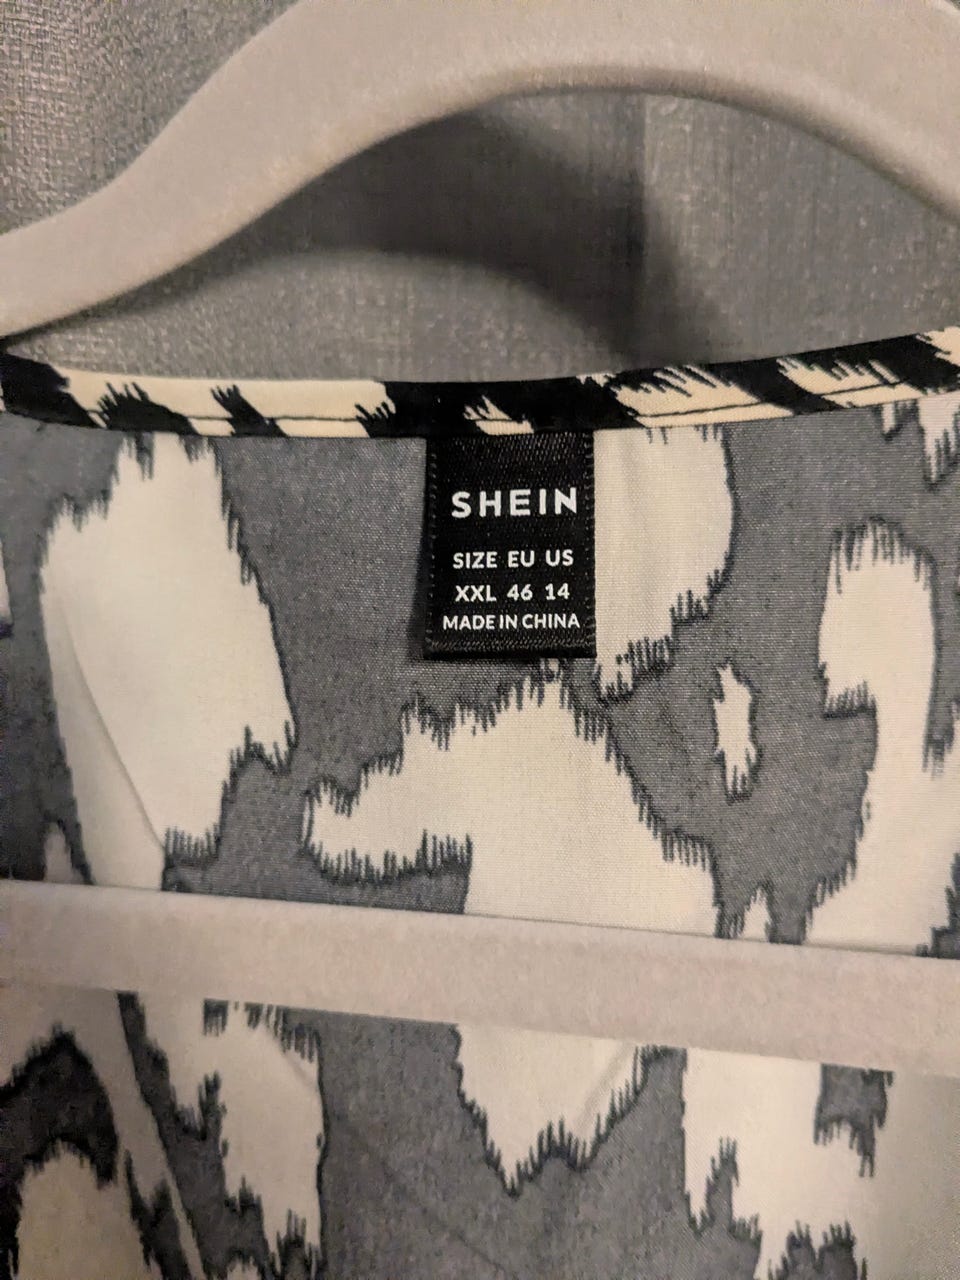 SHEIN
SIZE EU US
XXL 46 14
MADE IN CHINA